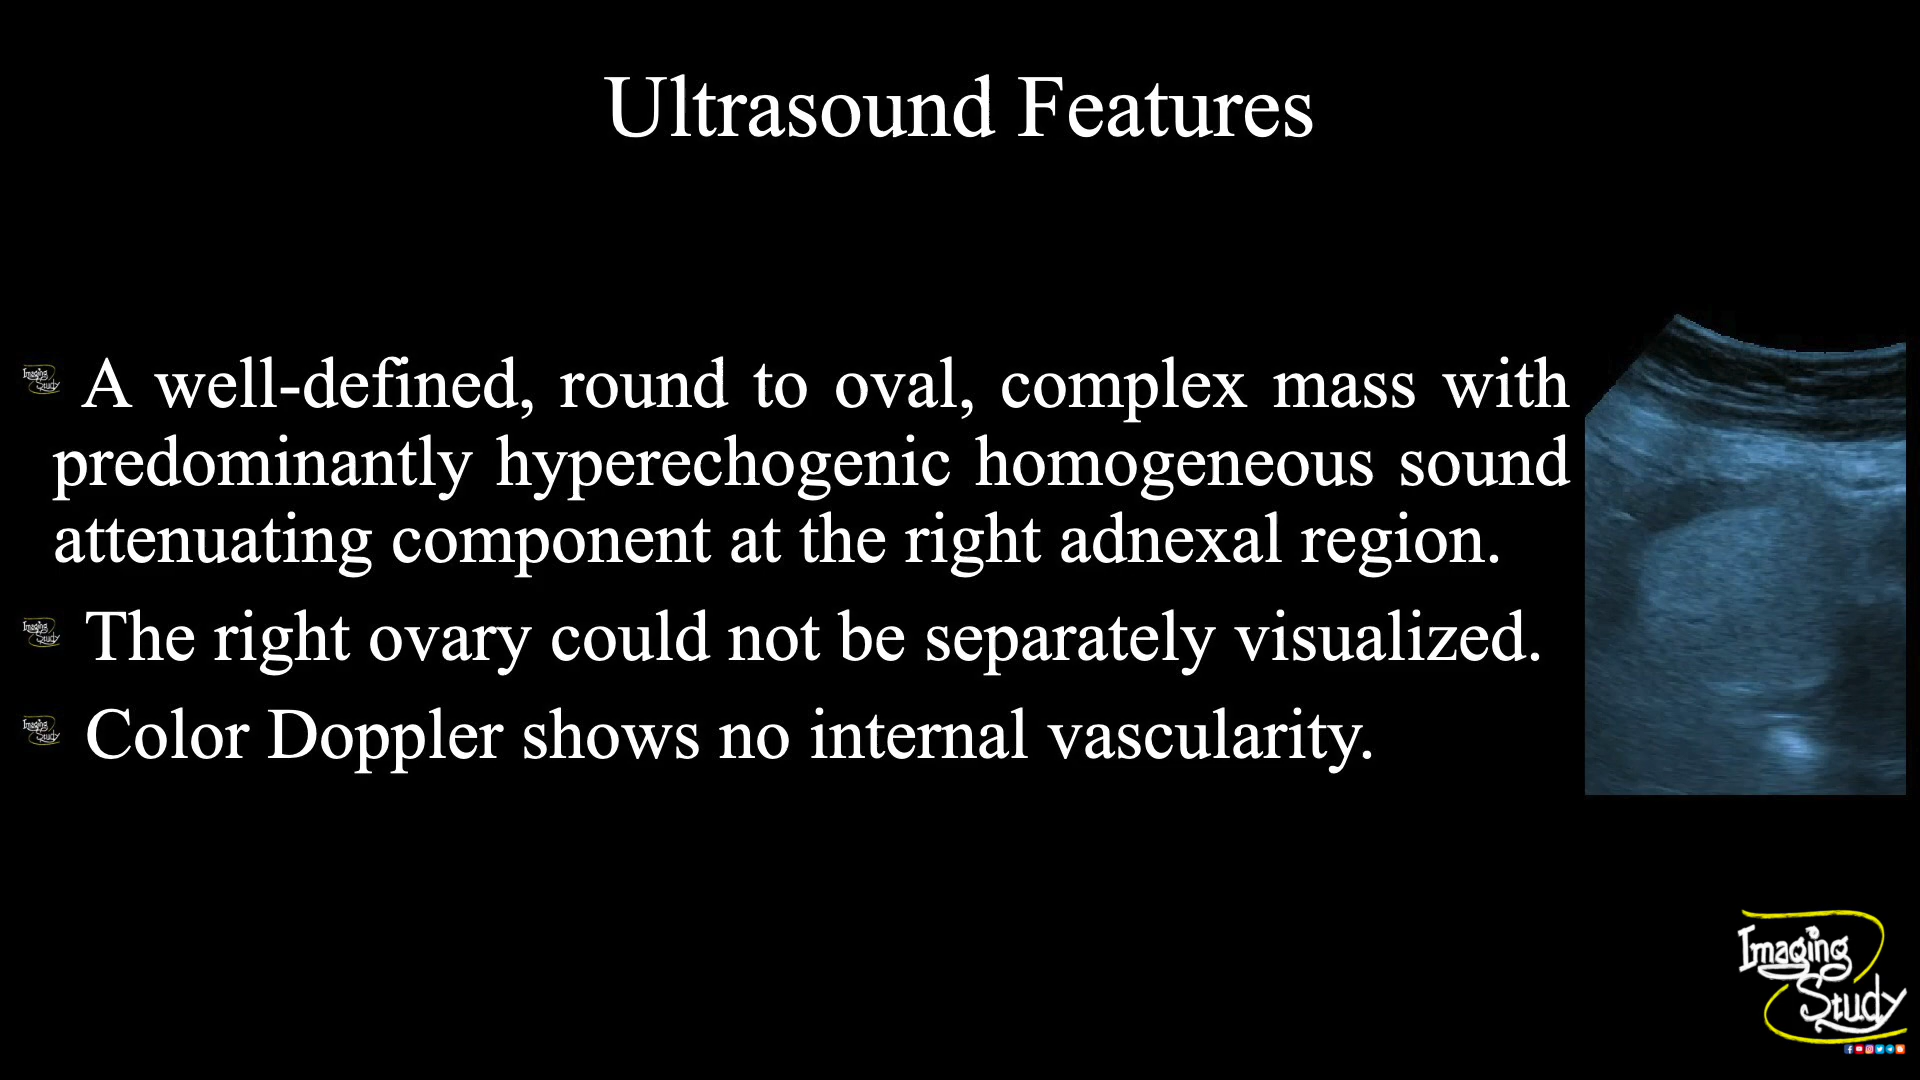 Ultrasound Features
A well-defined, round to oval, complex mass with
predominantly hyperechogenic homogeneous sound
attenuating component at the right adnexal region.
The right ovary could not be separately visualized.
Color Doppler shows no internal vascularity.
Imaging
Study